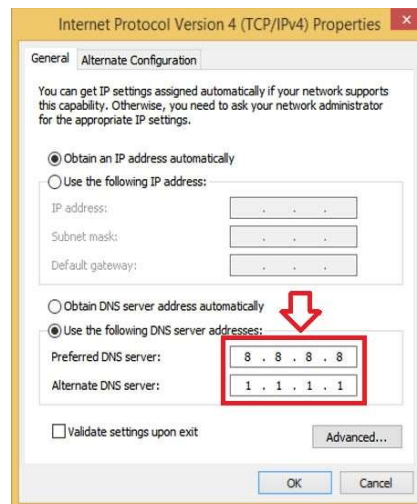 Internet Protocol Version 4 (TCP/IPv4) Properties
General
Alternate Configuration
You can get IP settings assigned automatically if your network supports
this capability. Otherwise, you need to ask your network administrator
for the appropriate IP settings.
Obtain an IP address automatically
Use the following IP address:
IP address:
Subnet mask:
Default gateway:
Obtain DNS server address automatically
Use the following DNS server addresses:
Preferred DNS server: 8 . 8 . 8 . 8
Alternate DNS server: 1 . 1 . 1 . 1
Validate settings upon exit
Advanced...
OK Cancel